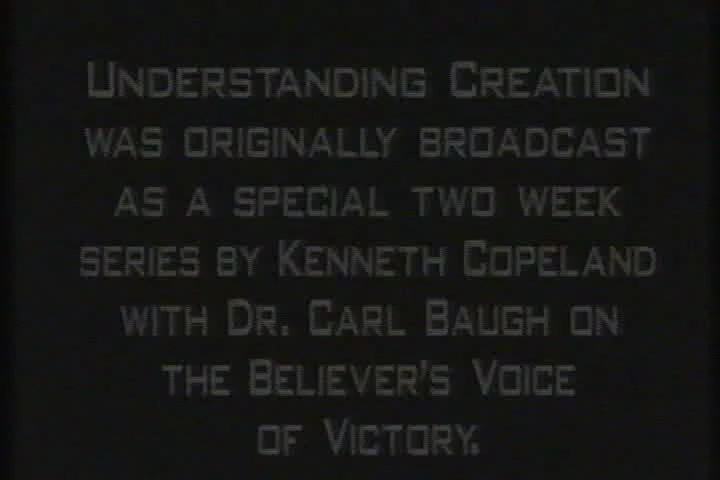 UNDERSTANDING CREATION
WAS ORIGINALLY BROADCAST
AS A SPECIAL TWO WEEK
SERIES BY KENNETH COPELAND
WITH DR. CARL BAUGH ON
THE BELIEVER'S VOICE
OF VICTORY.